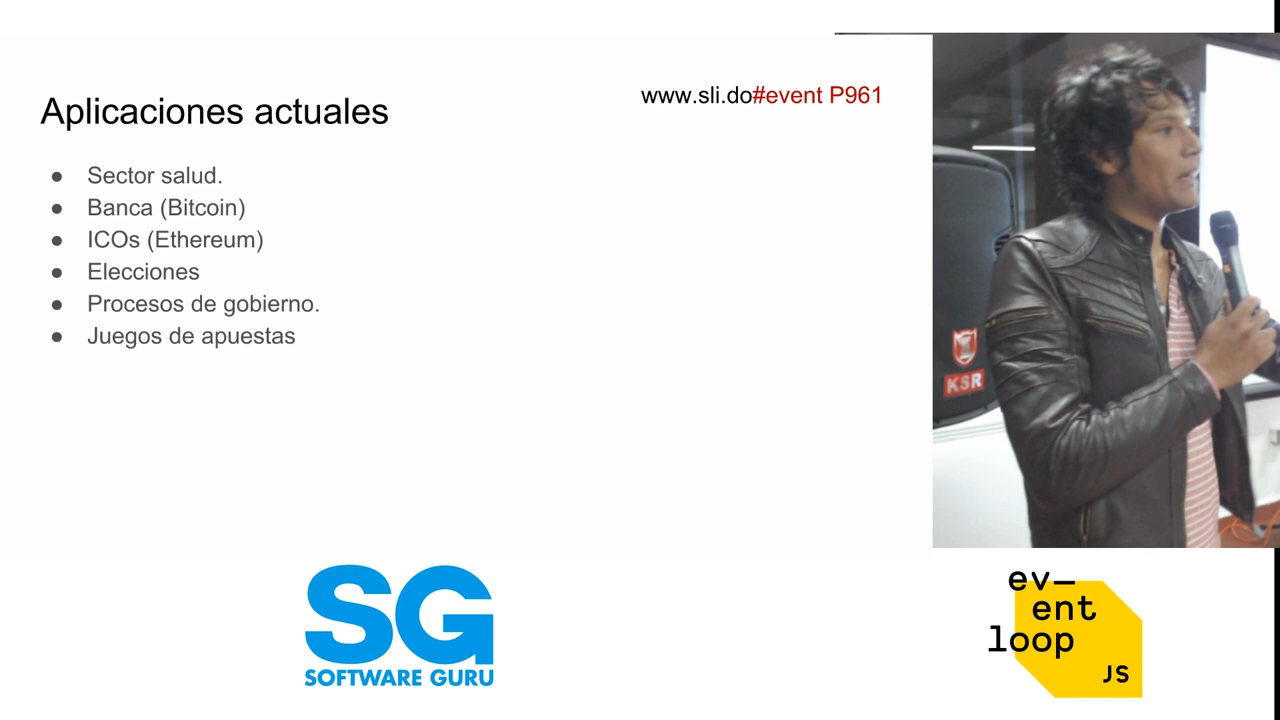 Aplicaciones actuales
www.sli.do#event P961
● Sector salud.
● Banca (Bitcoin)
● ICOs (Ethereum)
● Elecciones
● Procesos de gobierno.
● Juegos de apuestas
KSR
SG
SOFTWARE GURU
ev—
ent
loop
JS